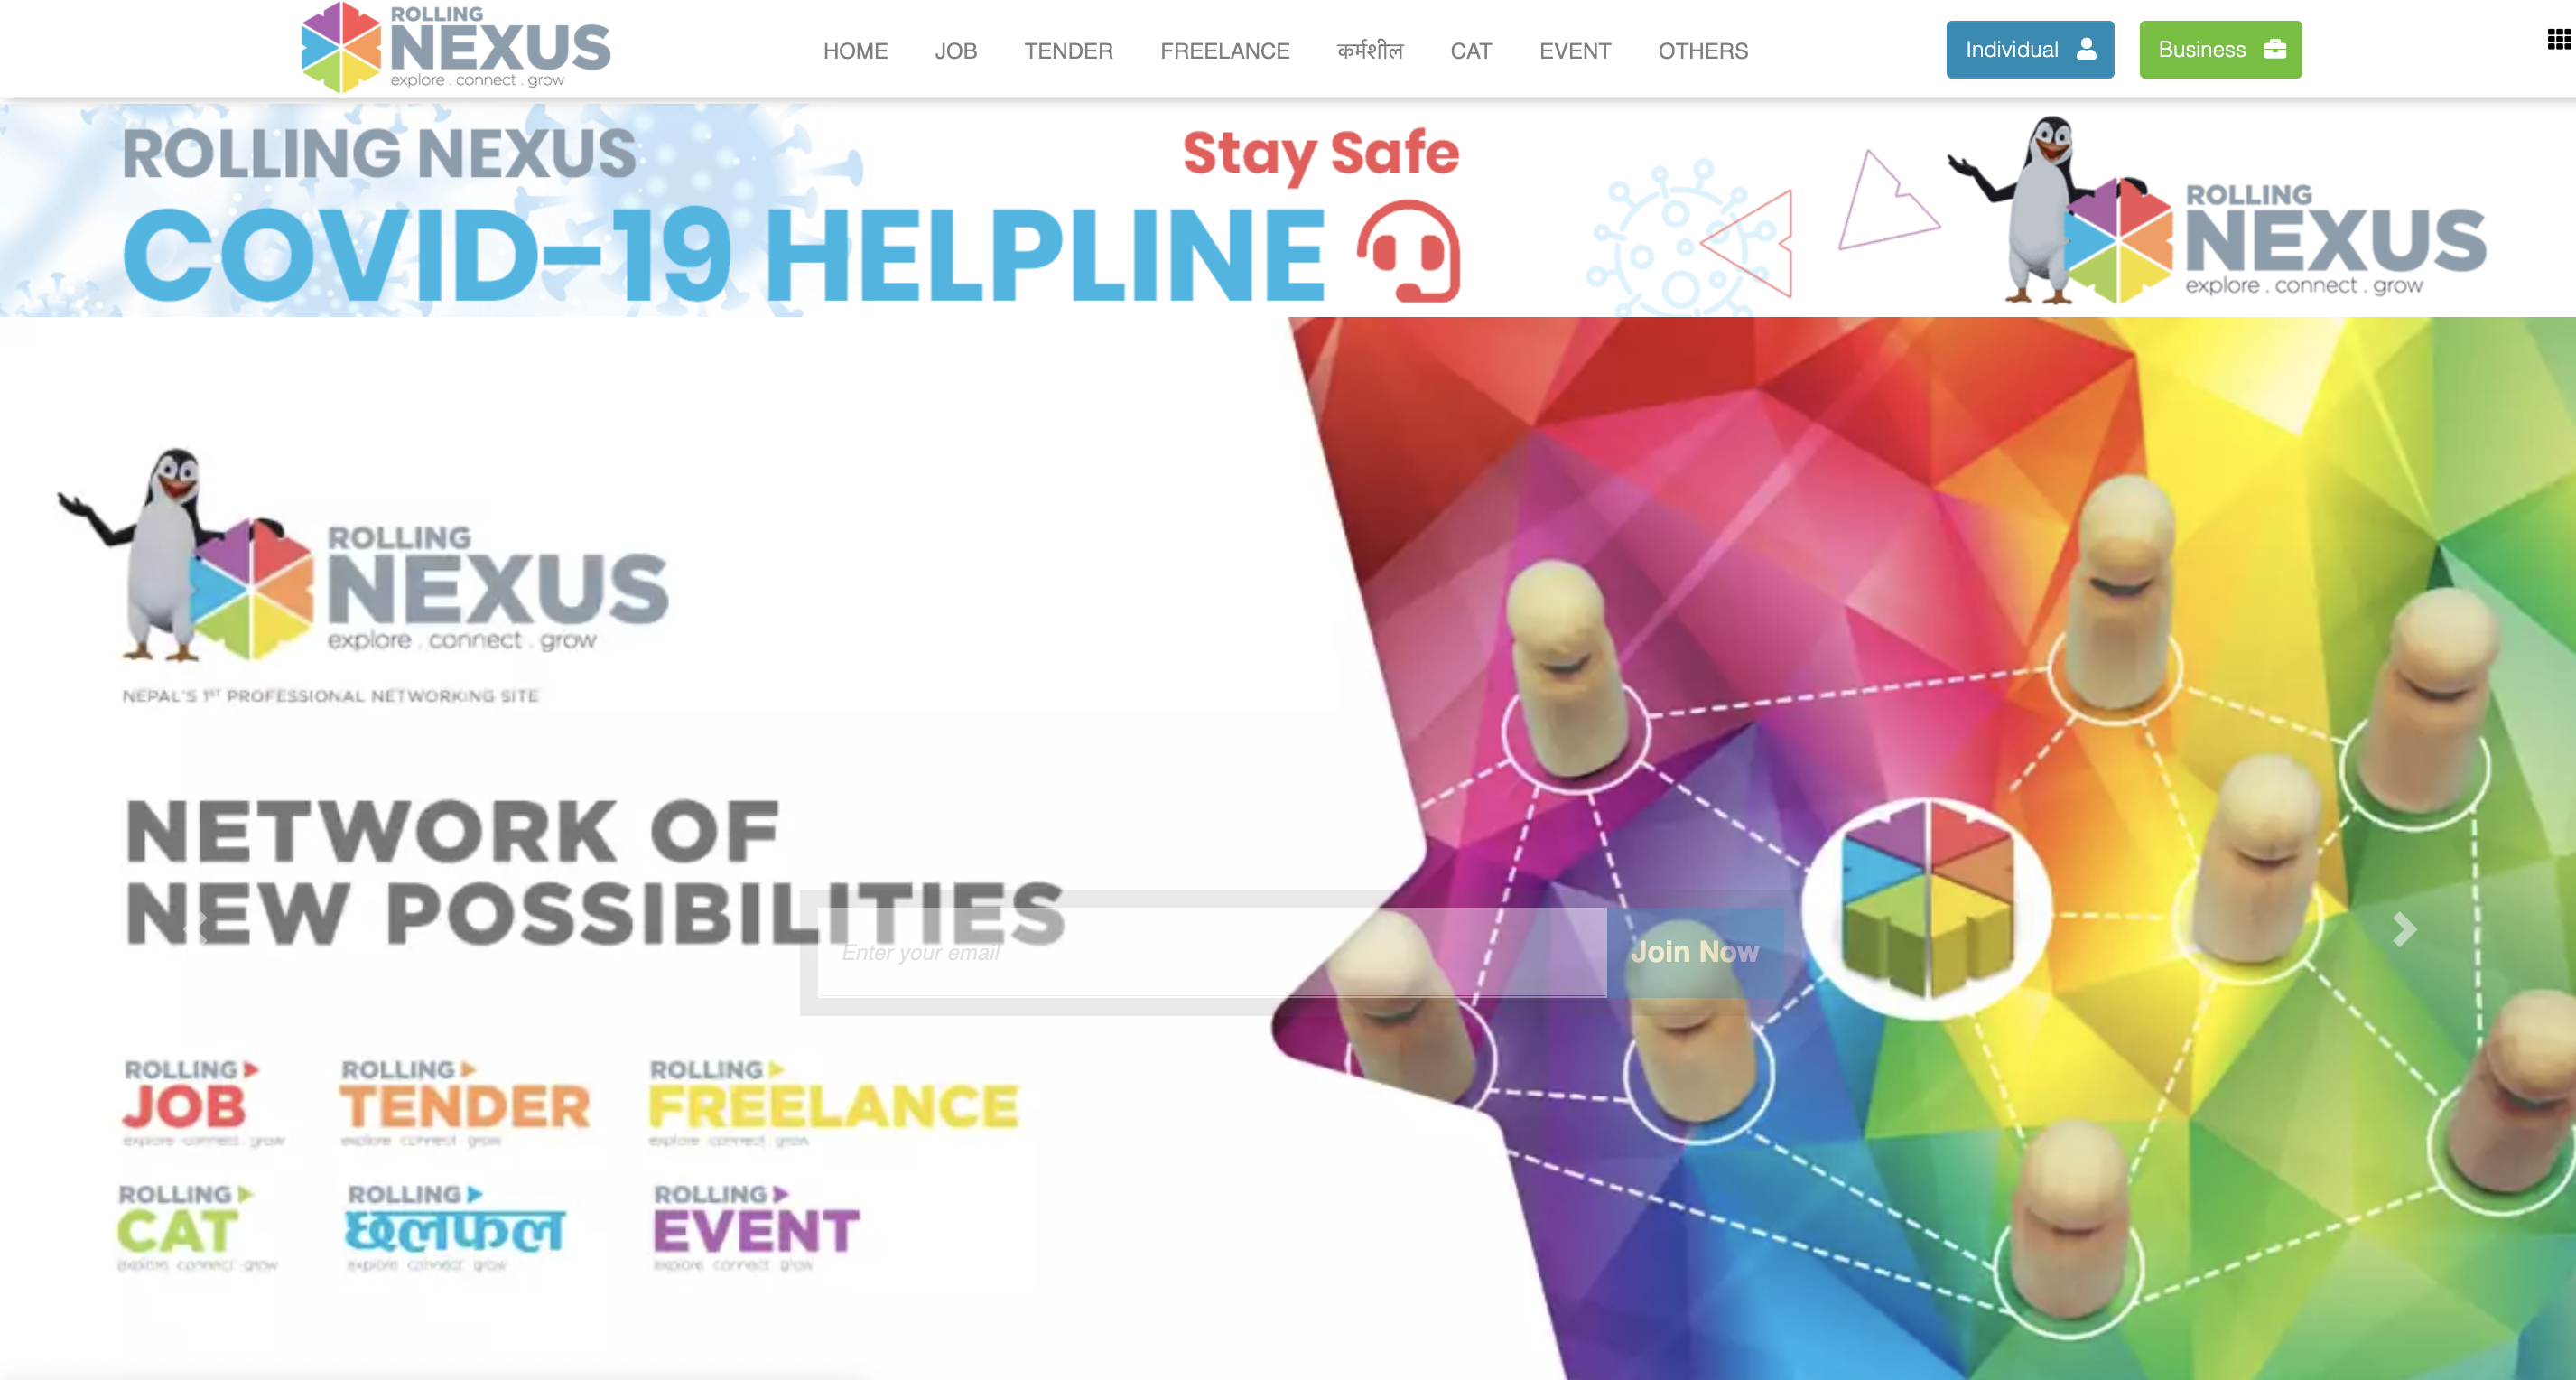 ROLLING
NEXUS
explore . connect . grow
HOME JOB TENDER FREELANCE कर्मशील CAT EVENT OTHERS
Individual
Business
ROLLING NEXUS
COVID-19 HELPLINE
Stay Safe
ROLLING
NEXUS
explore . connect . grow
ROLLING
NEXUS
explore . connect . grow
NEPAL'S 1ST PROFESSIONAL NETWORKING SITE
NETWORK OF
NEW POSSIBILITIES
Enter your email
Join Now
ROLLING
JOB
explore . connect . grow
ROLLING
TENDER
explore . connect . grow
ROLLING
FREELANCE
explore . connect . grow
ROLLING
CAT
explore . connect . grow
ROLLING
छलफल
explore . connect . grow
ROLLING
EVENT
explore . connect . grow